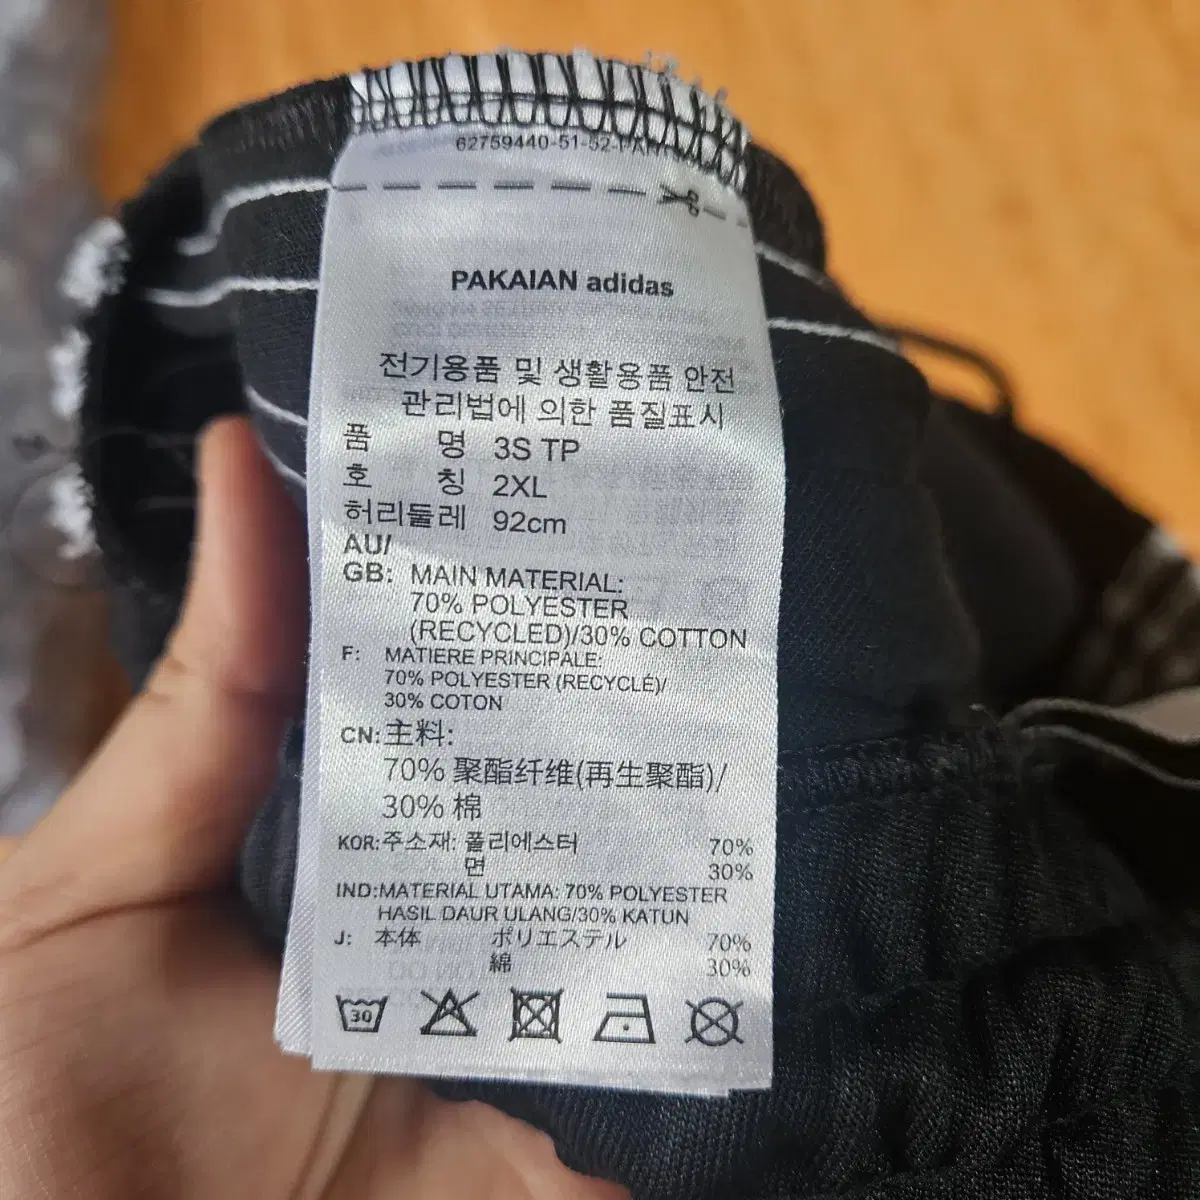 62759440-51-52-PANTS
PAKAIAN adidas
전기용품 및 생활용품 안전
관리법에 의한 품질표시
품 명 3S TP
호 칭 2XL
허리둘레 92cm
AU/
GB: MAIN MATERIAL:
70% POLYESTER
(RECYCLED)/30% COTTON
F: MATIERE PRINCIPALE:
70% POLYESTER (RECYCLÉ)/
30% COTON
CN:主料:
70% 聚酯纤维(再生聚酯)/
30% 棉
KOR:주소재: 폴리에스터 70%
면 30%
IND:MATERIAL UTAMA: 70% POLYESTER
HASIL DAUR ULANG/30% KATUN
J: 本体 ポリエステル 70%
綿 30%
30